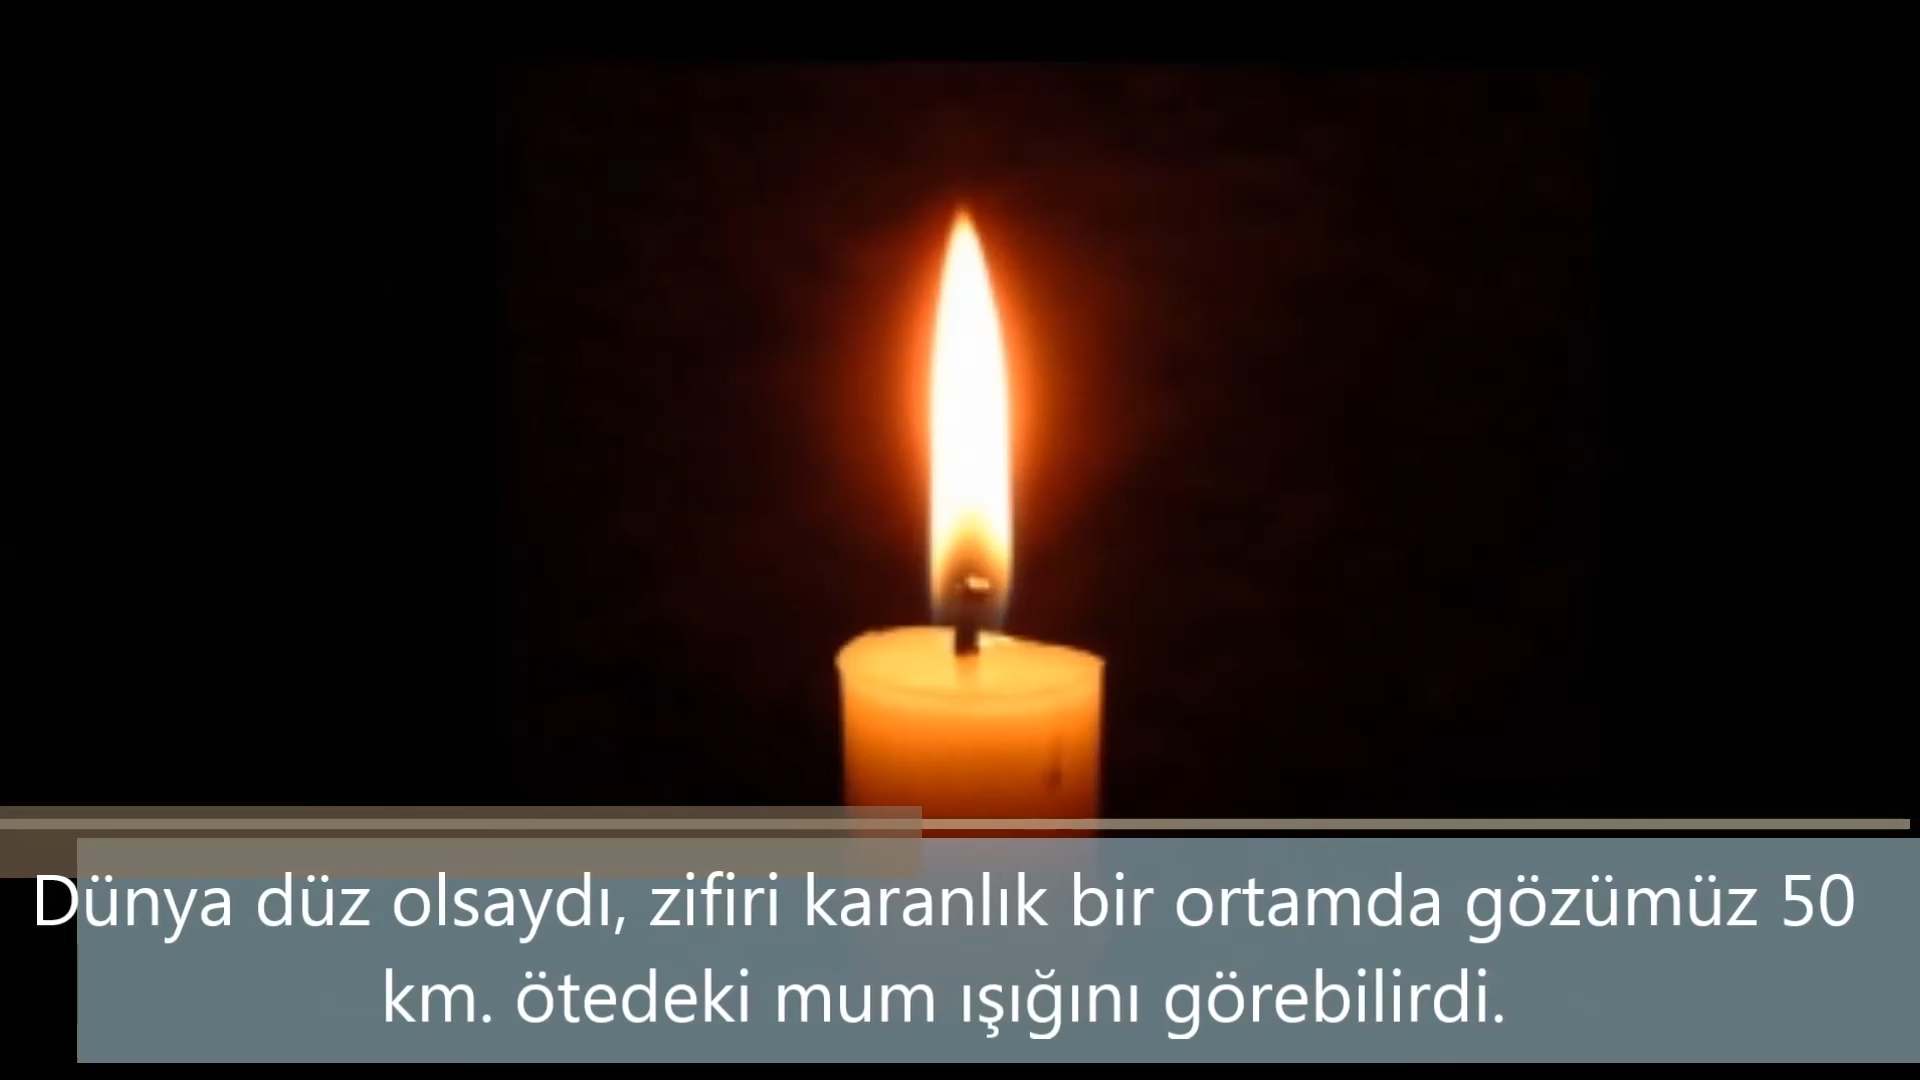 Dünya düz olsaydı, zifiri karanlık bir ortamda gözümüz 50
km. ötedeki mum ışığını görebilirdi.